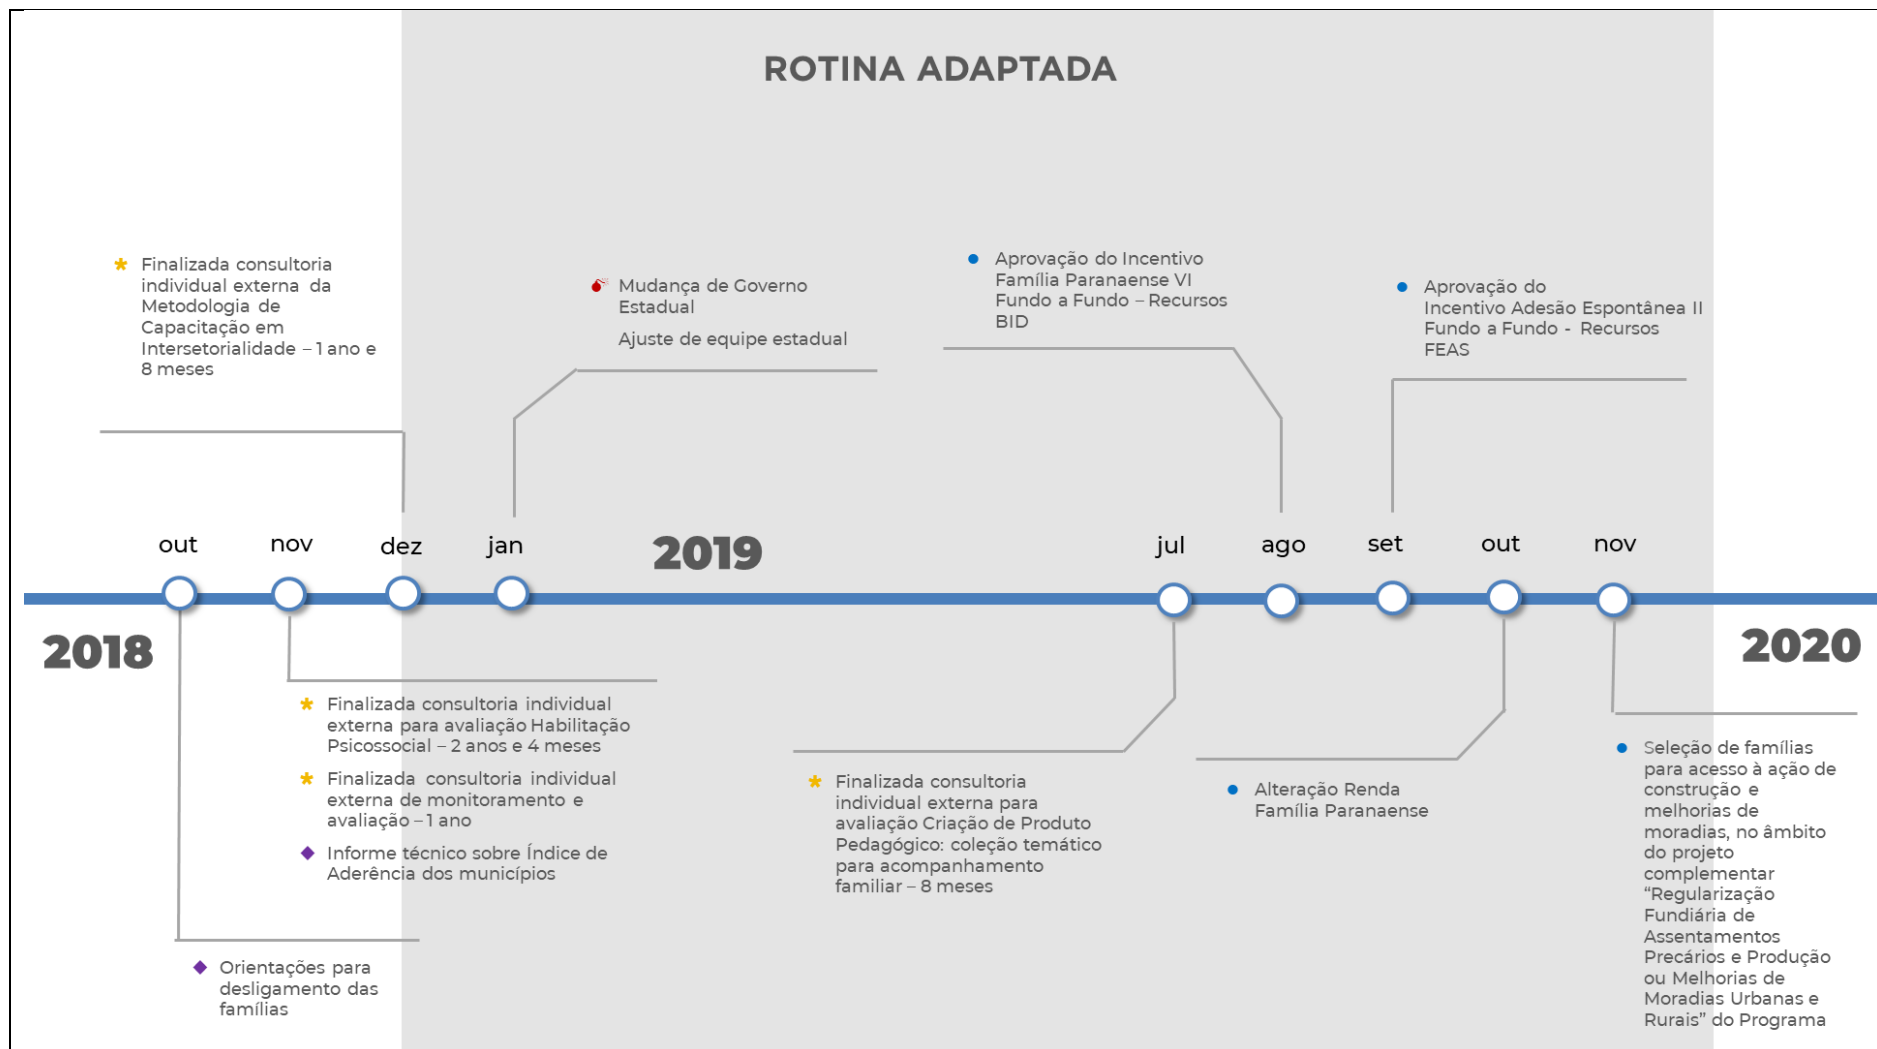 ROTINA ADAPTADA
Finalizada consultoria
individual externa da
Metodologia de
Capacitação em
Intersetorialidade – 1 ano e
8 meses
Mudança de Governo
Estadual
Ajuste de equipe estadual
Aprovação do Incentivo
Família Paranaense VI
Fundo a Fundo – Recursos
BID
Aprovação do
Incentivo Adesão Espontânea II
Fundo a Fundo - Recursos
FEAS
out
nov
dez
jan
2019
jul
ago
set
out
nov
2018
2020
Finalizada consultoria individual
externa para avaliação Habilitação
Psicossocial – 2 anos e 4 meses
Finalizada consultoria individual
externa de monitoramento e
avaliação – 1 ano
Informe técnico sobre Índice de
Aderência dos municípios
Orientações para
desligamento das
famílias
Finalizada consultoria
individual externa para
avaliação Criação de Produto
Pedagógico: coleção temático
para acompanhamento
familiar – 8 meses
Alteração Renda
Família Paranaense
Seleção de famílias
para acesso à ação de
construção e
melhorias de
moradias, no âmbito
do projeto
complementar
“Regularização
Fundiária de
Assentamentos
Precários e Produção
ou Melhorias de
Moradias Urbanas e
Rurais” do Programa